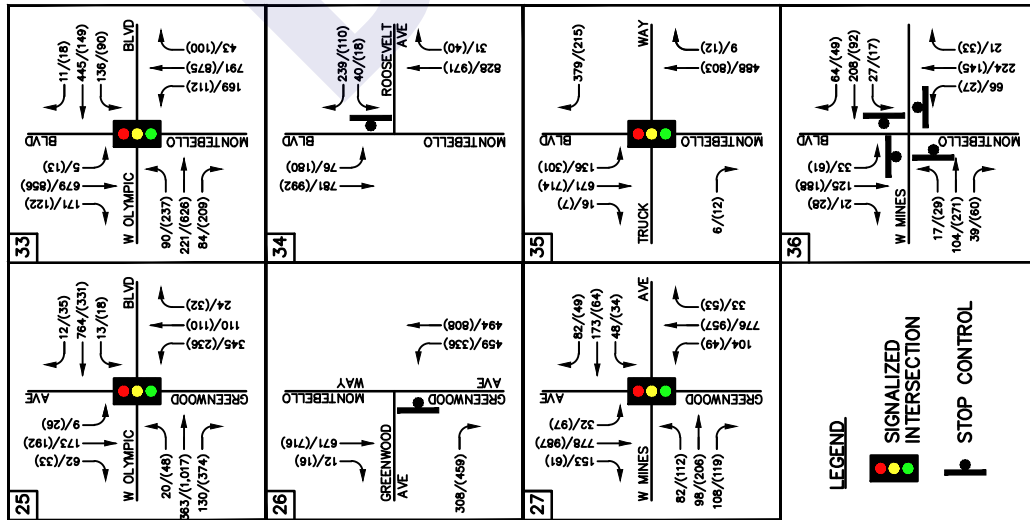 33
W OLYMPIC
BLVD
MONTEBELLO
BLVD
11/(18)
445/(149)
136/(90)
43/(100)
791/(875)
169/(112)
5/(13)
679/(856)
171/(122)
90/(237)
221/(626)
84/(209)
34
ROOSEVELT
AVE
MONTEBELLO
BLVD
239/(110)
40/(18)
31/(40)
828/(971)
76/(180)
781/(992)
35
TRUCK
WAY
MONTEBELLO
BLVD
379/(215)
9/(12)
488/(803)
136/(301)
671/(714)
16/(7)
6/(12)
36
W MINES
MONTEBELLO
BLVD
64/(49)
208/(92)
27/(17)
21/(33)
224/(145)
66/(27)
33/(61)
125/(188)
21/(28)
17/(29)
104/(271)
39/(60)
25
W OLYMPIC
BLVD
GREENWOOD
AVE
12/(35)
764/(331)
13/(18)
24/(32)
110/(110)
345/(236)
9/(26)
173/(192)
62/(33)
20/(48)
363/(1,017)
130/(374)
26
GREENWOOD
AVE
MONTEBELLO
WAY
GREENWOOD
AVE
494/(808)
459/(336)
671/(716)
12/(16)
308/(459)
27
W MINES
AVE
GREENWOOD
AVE
82/(49)
173/(64)
48/(34)
33/(53)
776/(957)
104/(49)
32/(97)
778/(987)
153/(61)
82/(112)
98/(206)
108/(119)
LEGEND
SIGNALIZED
INTERSECTION
STOP CONTROL